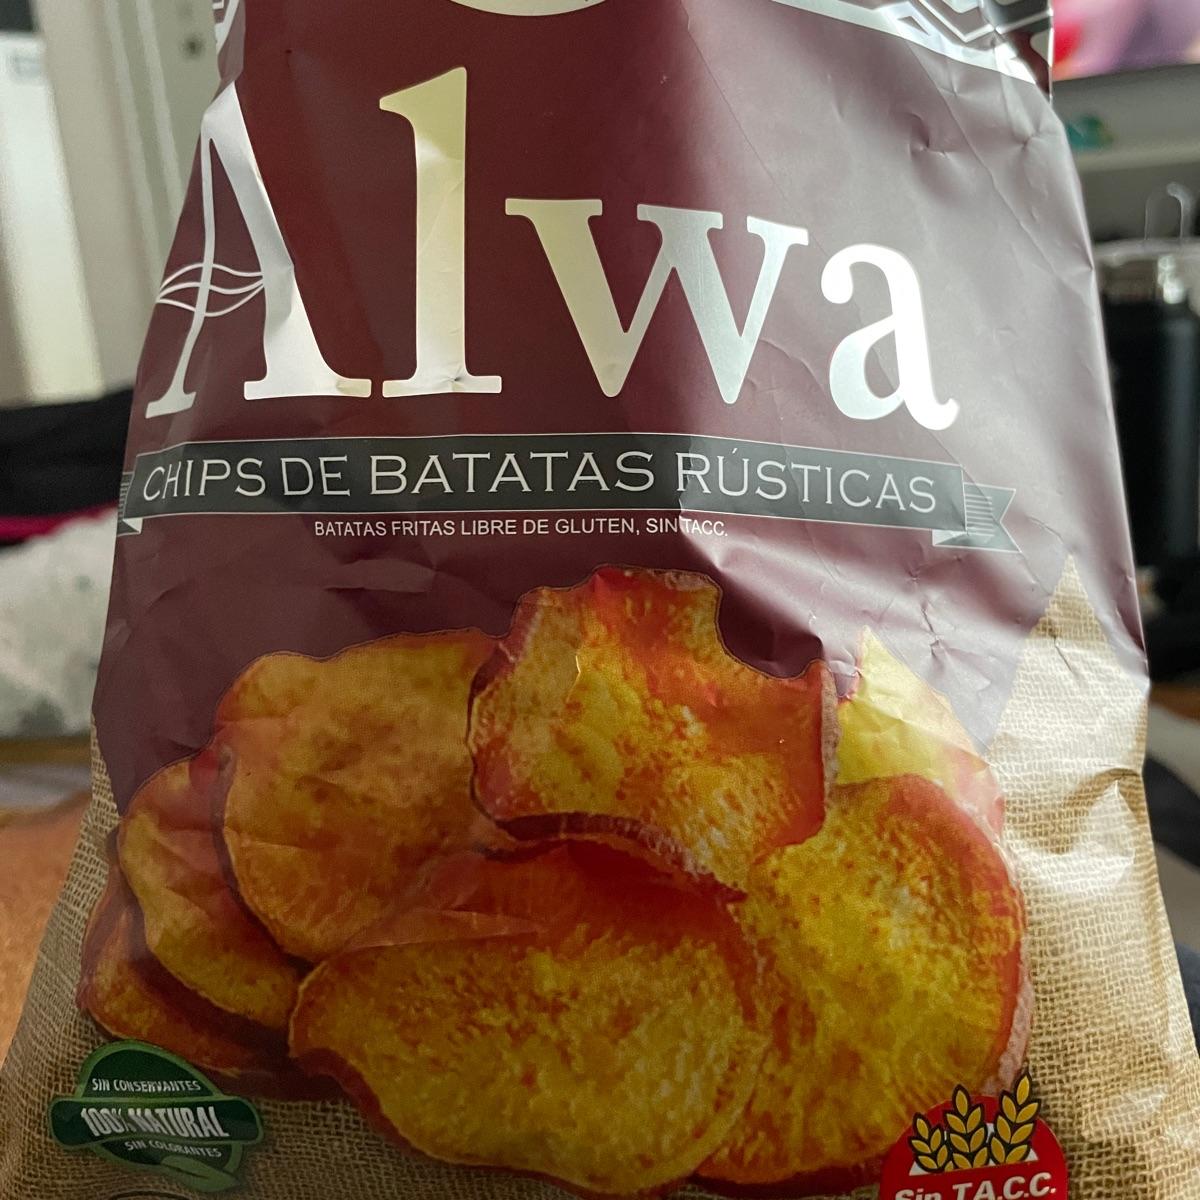 Alwa
CHIPS DE BATATAS RÚSTICAS
BATATAS FRITAS LIBRE DE GLUTEN, SIN TACC.
SIN CONSERVANTES
100% NATURAL
SIN COLORANTES
Sin T.A.C.C.